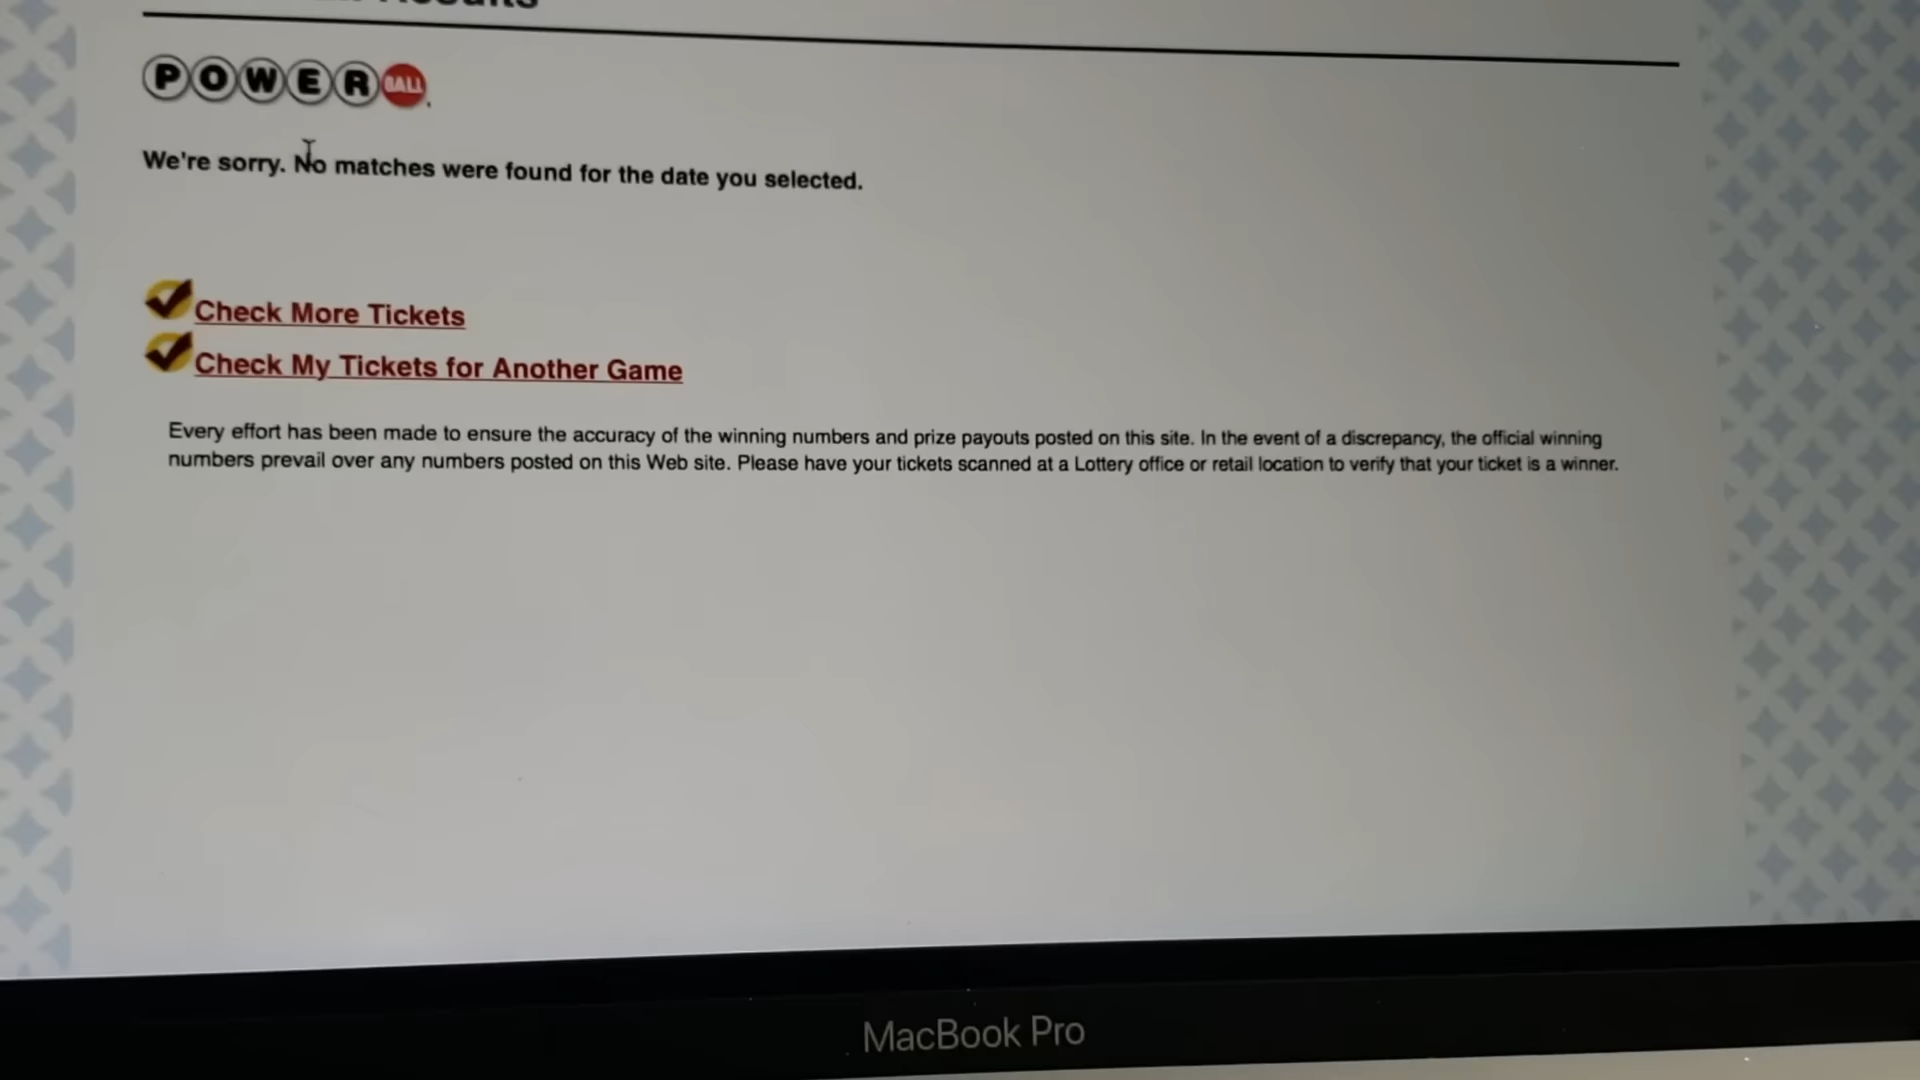 Results
POWERBALL
We're sorry. No matches were found for the date you selected.
Check More Tickets
Check My Tickets for Another Game
Every effort has been made to ensure the accuracy of the winning numbers and prize payouts posted on this site. In the event of a discrepancy, the official winning
numbers prevail over any numbers posted on this Web site. Please have your tickets scanned at a Lottery office or retail location to verify that your ticket is a winner.
MacBook Pro